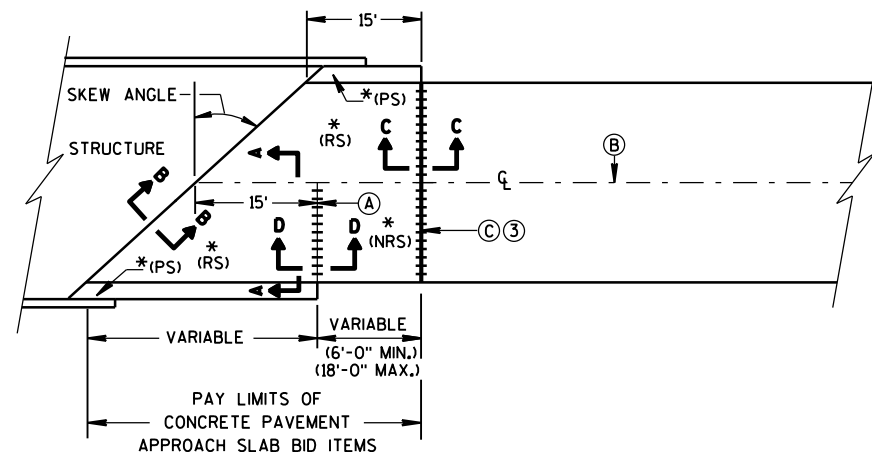 15'
SKEW ANGLE
*(PS)
*
(RS)
C C
STRUCTURE
A
B
℄
B
15'
A
B
D D
*
(RS)
*
(NRS)
C 3
*(PS)
A
VARIABLE
VARIABLE
(6'-0" MIN.)
(18'-0" MAX.)
PAY LIMITS OF
CONCRETE PAVEMENT
APPROACH SLAB BID ITEMS